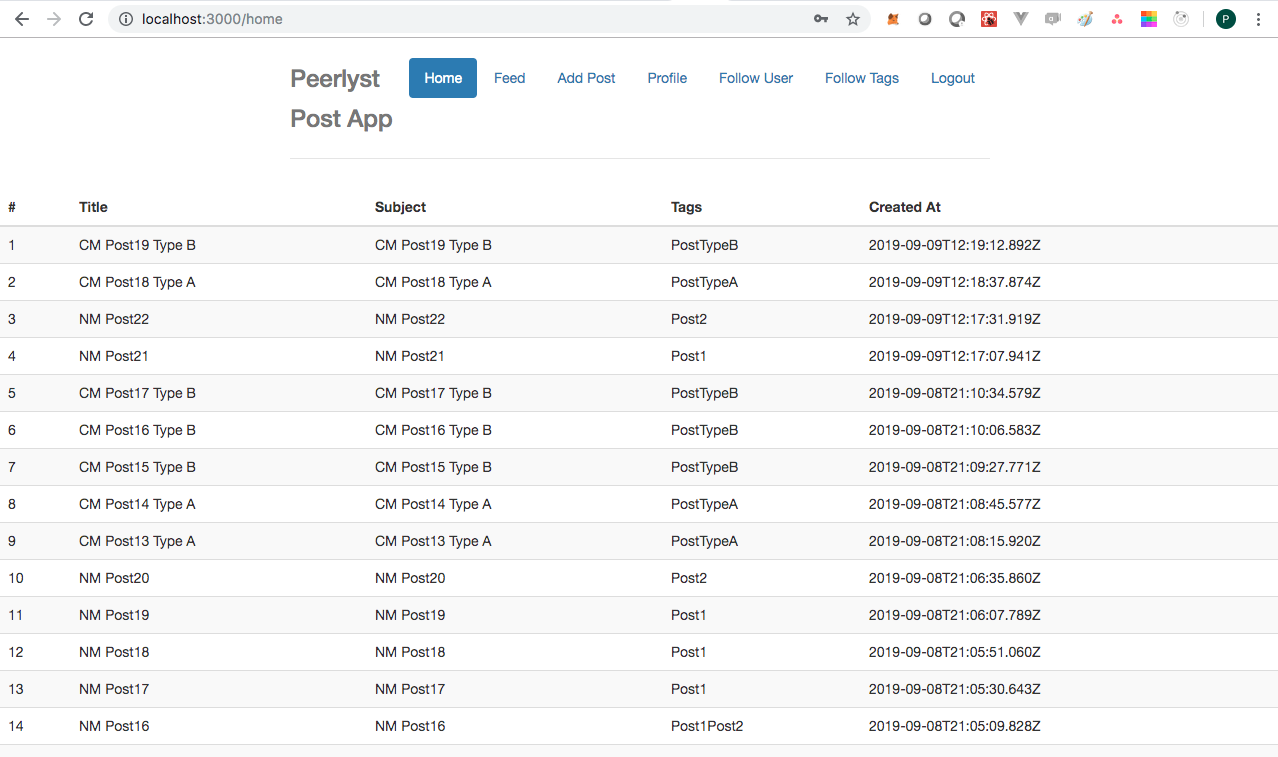 localhost:3000/home
P
Peerlyst Post App
Home Feed Add Post Profile Follow User Follow Tags Logout
# Title Subject Tags Created At
1 CM Post19 Type B CM Post19 Type B PostTypeB 2019-09-09T12:19:12.892Z
2 CM Post18 Type A CM Post18 Type A PostTypeA 2019-09-09T12:18:37.874Z
3 NM Post22 NM Post22 Post2 2019-09-09T12:17:31.919Z
4 NM Post21 NM Post21 Post1 2019-09-09T12:17:07.941Z
5 CM Post17 Type B CM Post17 Type B PostTypeB 2019-09-08T21:10:34.579Z
6 CM Post16 Type B CM Post16 Type B PostTypeB 2019-09-08T21:10:06.583Z
7 CM Post15 Type B CM Post15 Type B PostTypeB 2019-09-08T21:09:27.771Z
8 CM Post14 Type A CM Post14 Type A PostTypeA 2019-09-08T21:08:45.577Z
9 CM Post13 Type A CM Post13 Type A PostTypeA 2019-09-08T21:08:15.920Z
10 NM Post20 NM Post20 Post2 2019-09-08T21:06:35.860Z
11 NM Post19 NM Post19 Post1 2019-09-08T21:06:07.789Z
12 NM Post18 NM Post18 Post1 2019-09-08T21:05:51.060Z
13 NM Post17 NM Post17 Post1 2019-09-08T21:05:30.643Z
14 NM Post16 NM Post16 Post1Post2 2019-09-08T21:05:09.828Z